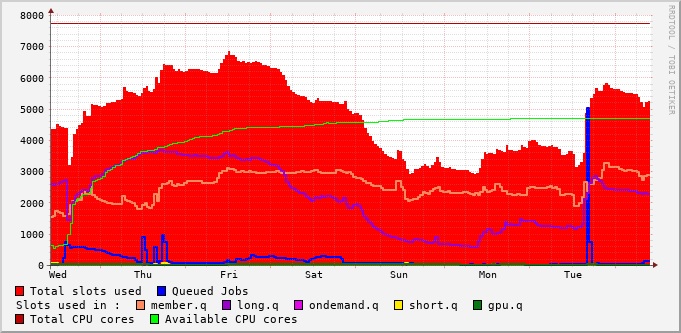 8000
7000
6000
5000
4000
3000
2000
1000
0
Wed Thu Fri Sat Sun Mon Tue
Total slots used Queued Jobs
Slots used in : member.q long.q ondemand.q short.q gpu.q
Total CPU cores Available CPU cores
RRDTOOL / TOBI OETIKER